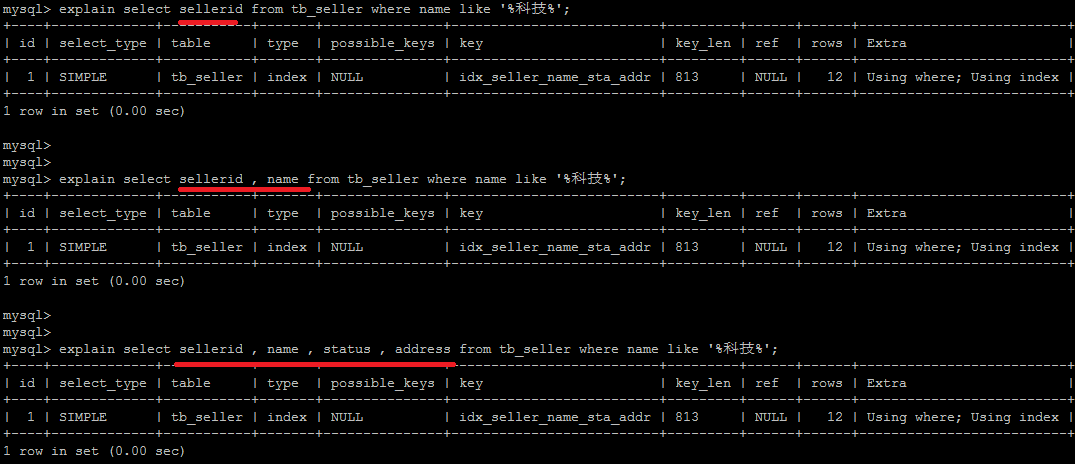 mysql> explain select sellerid from tb_seller where name like '%科技%';
+----+-------------+-----------+-------+---------------+--------------------------+---------+------+------+--------------------------+
| id | select_type | table | type | possible_keys | key | key_len | ref | rows | Extra |
+----+-------------+-----------+-------+---------------+--------------------------+---------+------+------+--------------------------+
| 1 | SIMPLE | tb_seller | index | NULL | idx_seller_name_sta_addr | 813 | NULL | 12 | Using where; Using index |
+----+-------------+-----------+-------+---------------+--------------------------+---------+------+------+--------------------------+
1 row in set (0.00 sec)
mysql>
mysql>
mysql> explain select sellerid , name from tb_seller where name like '%科技%';
+----+-------------+-----------+-------+---------------+--------------------------+---------+------+------+--------------------------+
| id | select_type | table | type | possible_keys | key | key_len | ref | rows | Extra |
+----+-------------+-----------+-------+---------------+--------------------------+---------+------+------+--------------------------+
| 1 | SIMPLE | tb_seller | index | NULL | idx_seller_name_sta_addr | 813 | NULL | 12 | Using where; Using index |
+----+-------------+-----------+-------+---------------+--------------------------+---------+------+------+--------------------------+
1 row in set (0.00 sec)
mysql>
mysql>
mysql> explain select sellerid , name , status , address from tb_seller where name like '%科技%';
+----+-------------+-----------+-------+---------------+--------------------------+---------+------+------+--------------------------+
| id | select_type | table | type | possible_keys | key | key_len | ref | rows | Extra |
+----+-------------+-----------+-------+---------------+--------------------------+---------+------+------+--------------------------+
| 1 | SIMPLE | tb_seller | index | NULL | idx_seller_name_sta_addr | 813 | NULL | 12 | Using where; Using index |
+----+-------------+-----------+-------+---------------+--------------------------+---------+------+------+--------------------------+
1 row in set (0.00 sec)